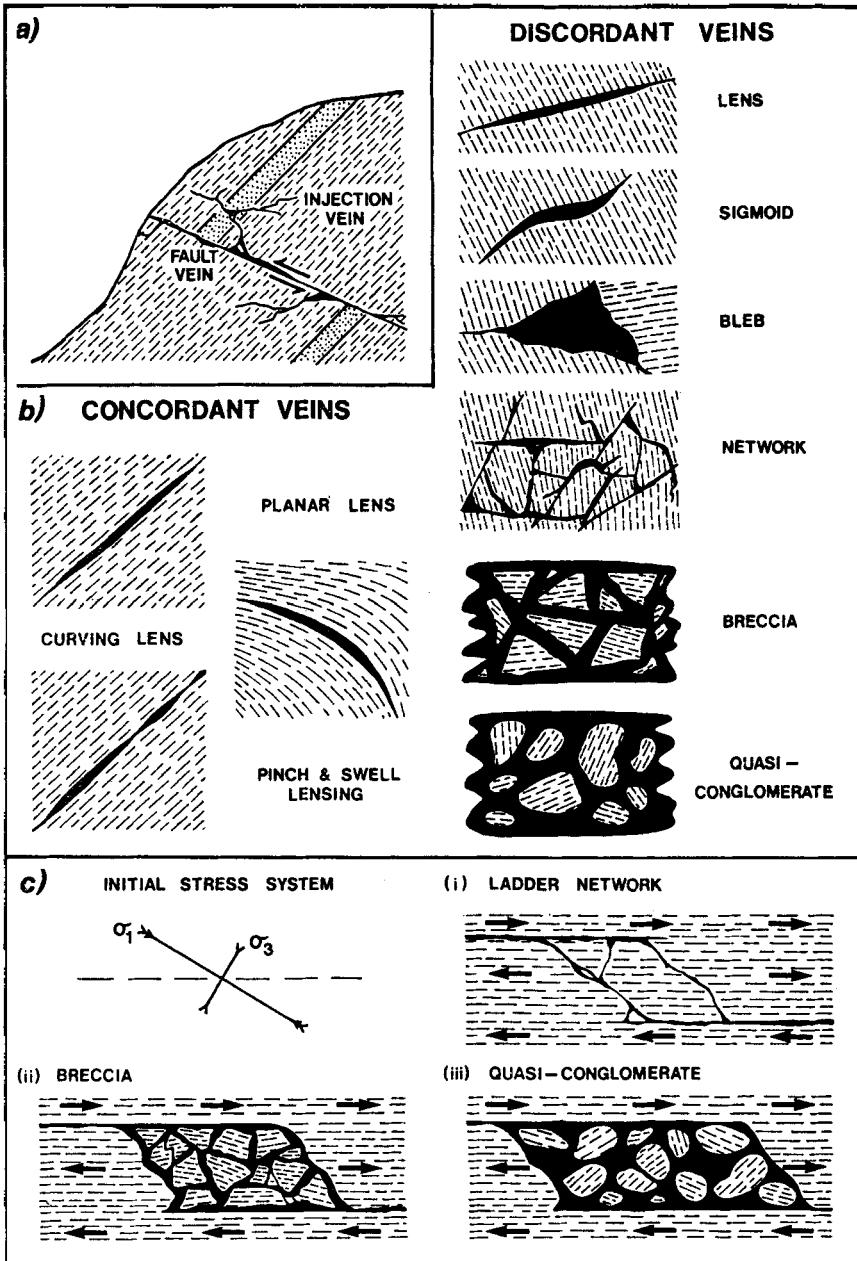 a)
INJECTION
VEIN
FAULT
VEIN
DISCORDANT VEINS
LENS
SIGMOID
BLEB
NETWORK
BRECCIA
QUASI–
CONGLOMERATE
b) CONCORDANT VEINS
PLANAR LENS
CURVING LENS
PINCH & SWELL
LENSING
c) INITIAL STRESS SYSTEM
σ1
σ3
(i) LADDER NETWORK
(ii) BRECCIA
(iii) QUASI–CONGLOMERATE